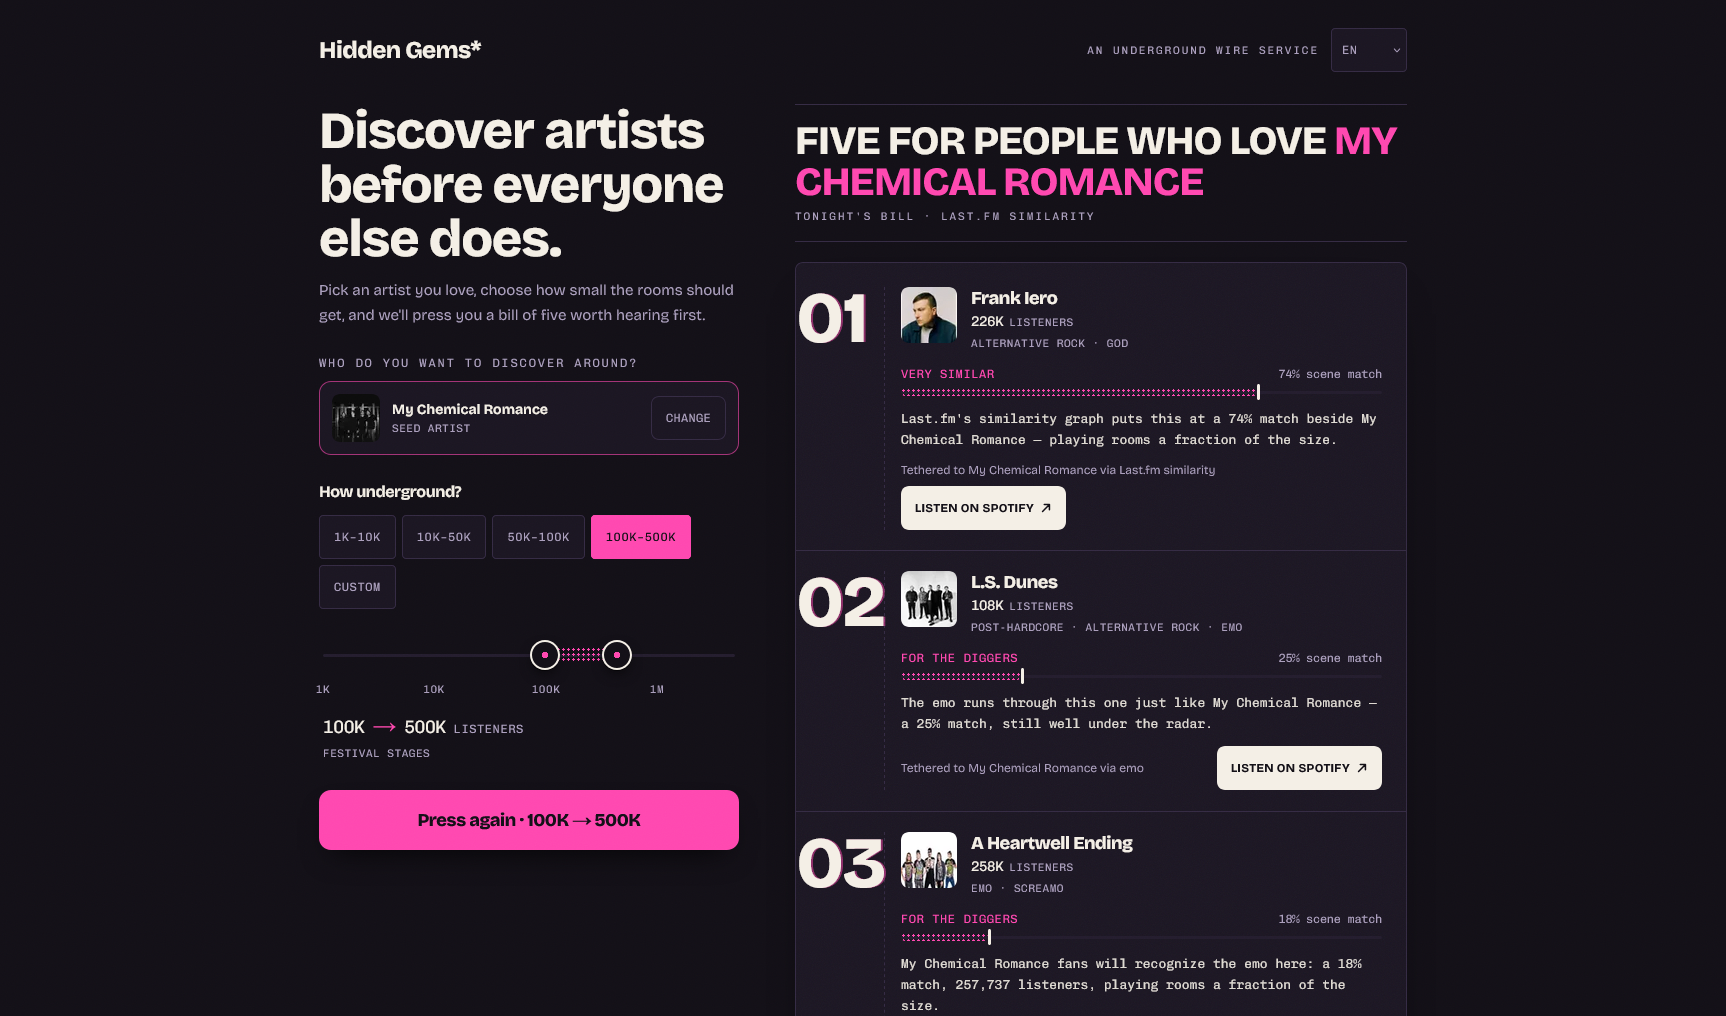 Hidden Gems*
AN UNDERGROUND WIRE SERVICE
EN
Discover artists
before everyone
else does.
Pick an artist you love, choose how small the rooms should
get, and we'll press you a bill of five worth hearing first.
WHO DO YOU WANT TO DISCOVER AROUND?
My Chemical Romance
SEED ARTIST
CHANGE
How underground?
1K–10K
10K–50K
50K–100K
100K–500K
CUSTOM
1K
10K
100K
1M
100K → 500K LISTENERS
FESTIVAL STAGES
Press again · 100K → 500K
FIVE FOR PEOPLE WHO LOVE MY
CHEMICAL ROMANCE
TONIGHT'S BILL · LAST.FM SIMILARITY
01
Frank Iero
226K LISTENERS
ALTERNATIVE ROCK · GOD
VERY SIMILAR
74% scene match
Last.fm's similarity graph puts this at a 74% match beside My
Chemical Romance — playing rooms a fraction of the size.
Tethered to My Chemical Romance via Last.fm similarity
LISTEN ON SPOTIFY ↗
02
L.S. Dunes
108K LISTENERS
POST-HARDCORE · ALTERNATIVE ROCK · EMO
FOR THE DIGGERS
25% scene match
The emo runs through this one just like My Chemical Romance —
a 25% match, still well under the radar.
Tethered to My Chemical Romance via emo
LISTEN ON SPOTIFY ↗
03
A Heartwell Ending
258K LISTENERS
EMO · SCREAMO
FOR THE DIGGERS
18% scene match
My Chemical Romance fans will recognize the emo here: a 18%
match, 257,737 listeners, playing rooms a fraction of the
size.